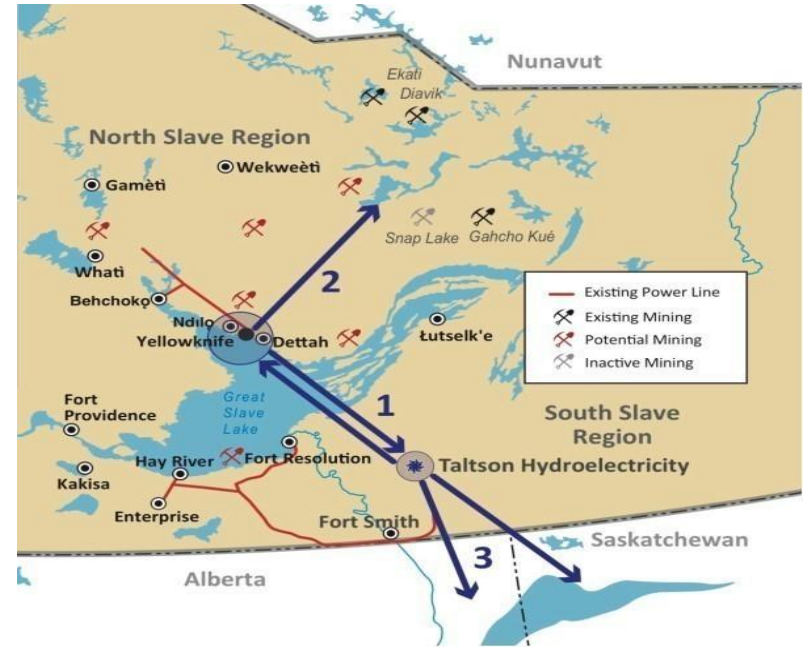 Nunavut
Ekati
Diavik
North Slave Region
Wekweètì
Gamètì
Snap Lake
Gahcho Kué
Whatì
2
Behchokǫ
Existing Power Line
Existing Mining
Potential Mining
Inactive Mining
Ndilo
Yellowknife
Dettah
Łutselk'e
Great
Slave
Lake
1
Fort
Providence
South Slave
Region
Hay River
Fort Resolution
Taltson Hydroelectricity
Kakisa
Enterprise
Fort Smith
Saskatchewan
3
Alberta